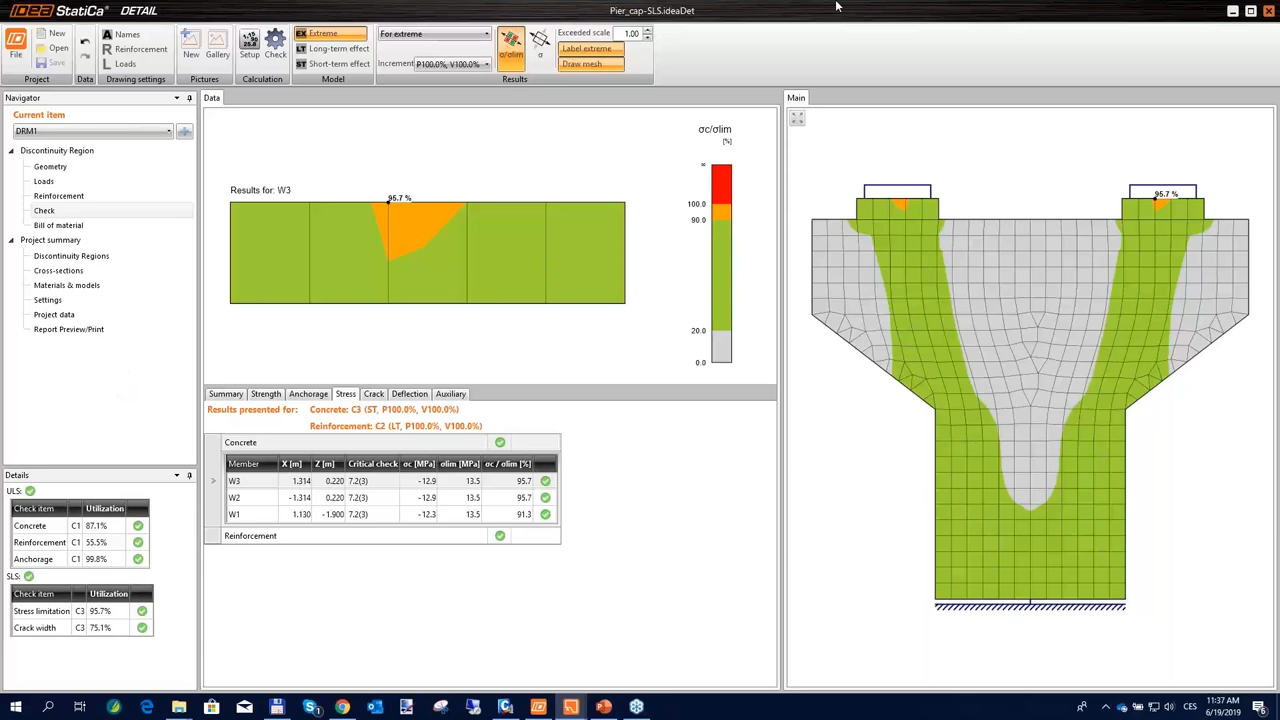 IDEA StatiCa® DETAIL
Pier_cap-SLS.ideaDet
File
New
Open
Save
Project
Data
Names
Reinforcement
Loads
Drawing settings
New
Gallery
Pictures
Setup
Check
Calculation
EX Extreme
LT Long-term effect
ST Short-term effect
Model
For extreme
Increment P100.0%, V100.0%
σ/σlim
σ
Exceeded scale 1.00
Label extreme
Draw mesh
Results
Navigator
Current item
DRM1
Discontinuity Region
Geometry
Loads
Reinforcement
Check
Bill of material
Project summary
Discontinuity Regions
Cross-sections
Materials & models
Settings
Project data
Report Preview/Print
Details
ULS:
Check item Utilization
Concrete C1 87.1%
Reinforcement C1 55.5%
Anchorage C1 99.8%
SLS:
Check item Utilization
Stress limitation C3 95.7%
Crack width C3 75.1%
Data
Results for: W3
95.7 %
σc/σlim
[%]
∞
100.0
90.0
20.0
0.0
Summary Strength Anchorage Stress Crack Deflection Auxiliary
Results presented for: Concrete: C3 (ST, P100.0%, V100.0%)
Reinforcement: C2 (LT, P100.0%, V100.0%)
Concrete
Member X [m] Z [m] Critical check σc [MPa] σlim [MPa] σc / σlim [%]
W3 1.314 0.220 7.2(3) -12.9 13.5 95.7
W2 -1.314 0.220 7.2(3) -12.9 13.5 95.7
W1 1.130 -1.900 7.2(3) -12.3 13.5 91.3
Reinforcement
Main
95.7 %
CES
11:37 AM
6/19/2019